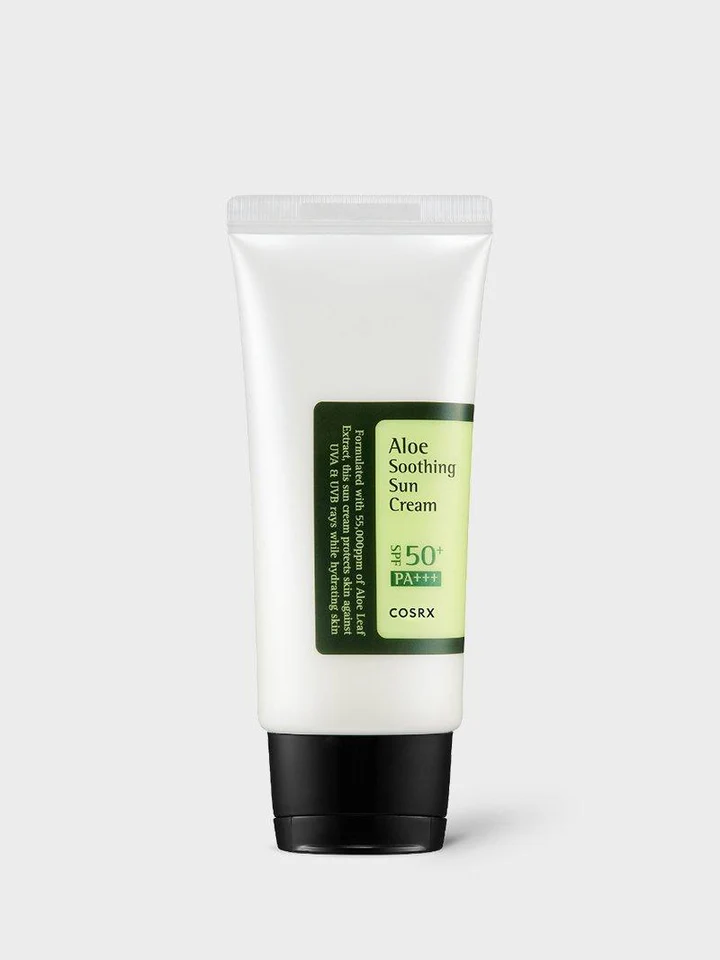 Aloe
Soothing
Sun
Cream
SPF 50+
PA+++
COSRX
Formulated with 55,000ppm of Aloe Leaf
Extract, this sun cream protects skin against
UVA & UVB rays while hydrating skin